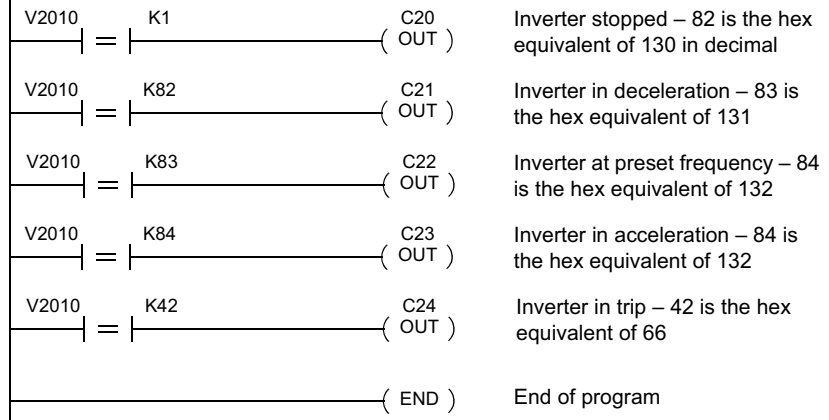 V2010 K1 C20
OUT
Inverter stopped – 82 is the hex
equivalent of 130 in decimal
V2010 K82 C21
OUT
Inverter in deceleration – 83 is
the hex equivalent of 131
V2010 K83 C22
OUT
Inverter at preset frequency – 84
is the hex equivalent of 132
V2010 K84 C23
OUT
Inverter in acceleration – 84 is
the hex equivalent of 132
V2010 K42 C24
OUT
Inverter in trip – 42 is the hex
equivalent of 66
END
End of program